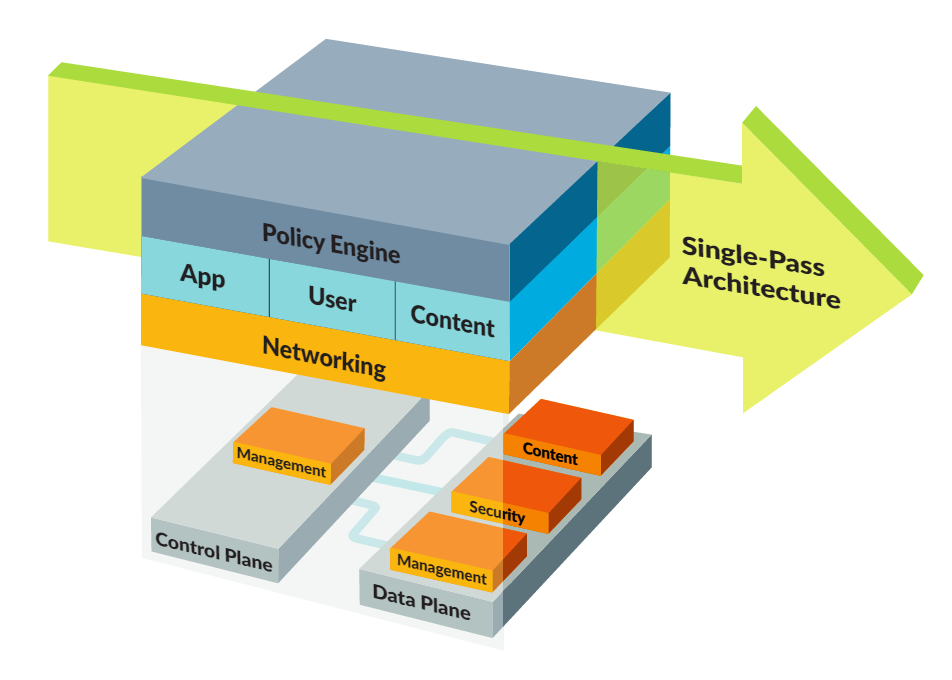 Policy Engine
App
User
Content
Networking
Single-Pass
Architecture
Management
Control Plane
Content
Security
Management
Data Plane